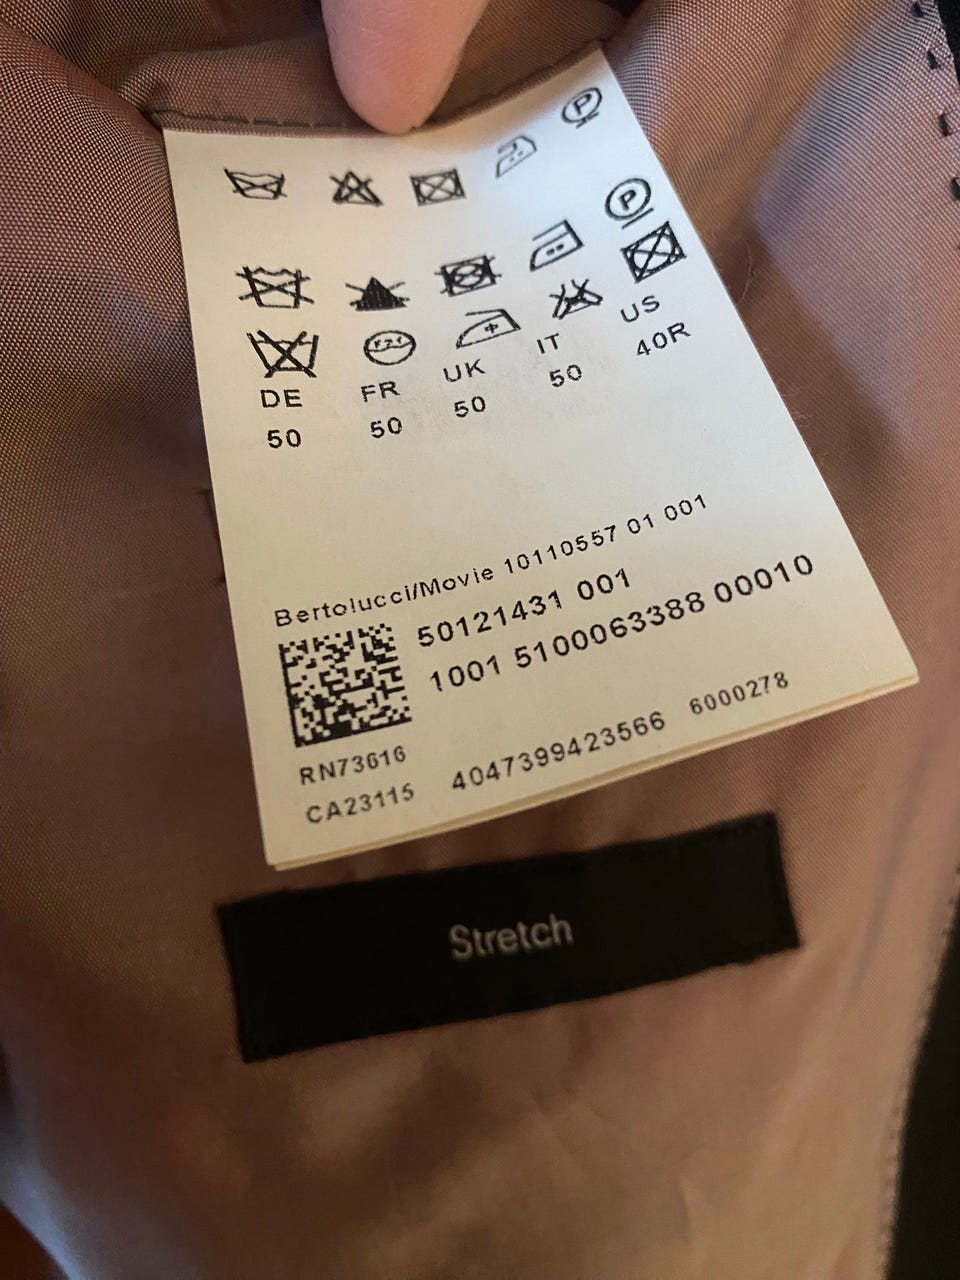 DE FR UK IT US
50 50 50 50 40R
Bertolucci/Movie 10110557 01 001
50121431 001
1001 5100063388 00010
RN73616
CA23115 4047399423566 6000278
Stretch